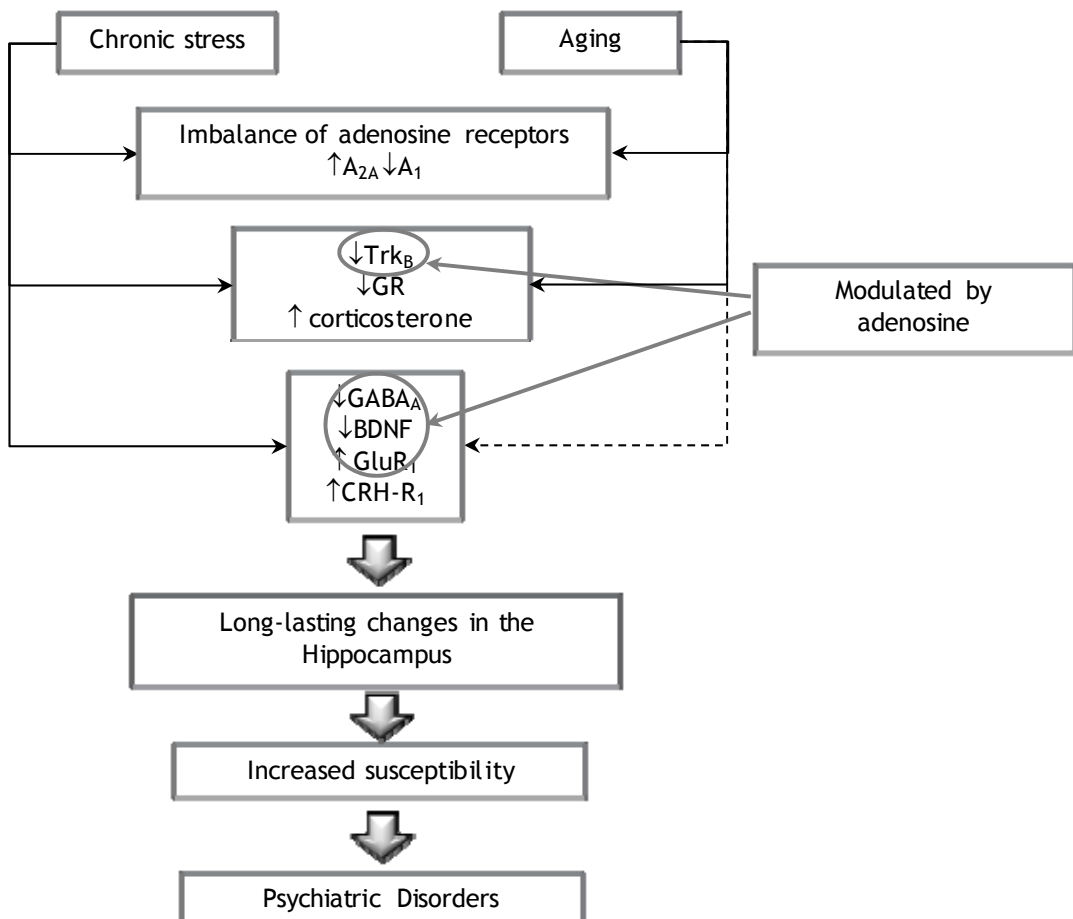 Chronic stress
Aging
Imbalance of adenosine receptors
↑A₂A↓A₁
↓TrkB
↓GR
↑ corticosterone
Modulated by
adenosine
↓GABAA
↓BDNF
↑ GluR₁
↑CRH-R₁
Long-lasting changes in the
Hippocampus
Increased susceptibility
Psychiatric Disorders